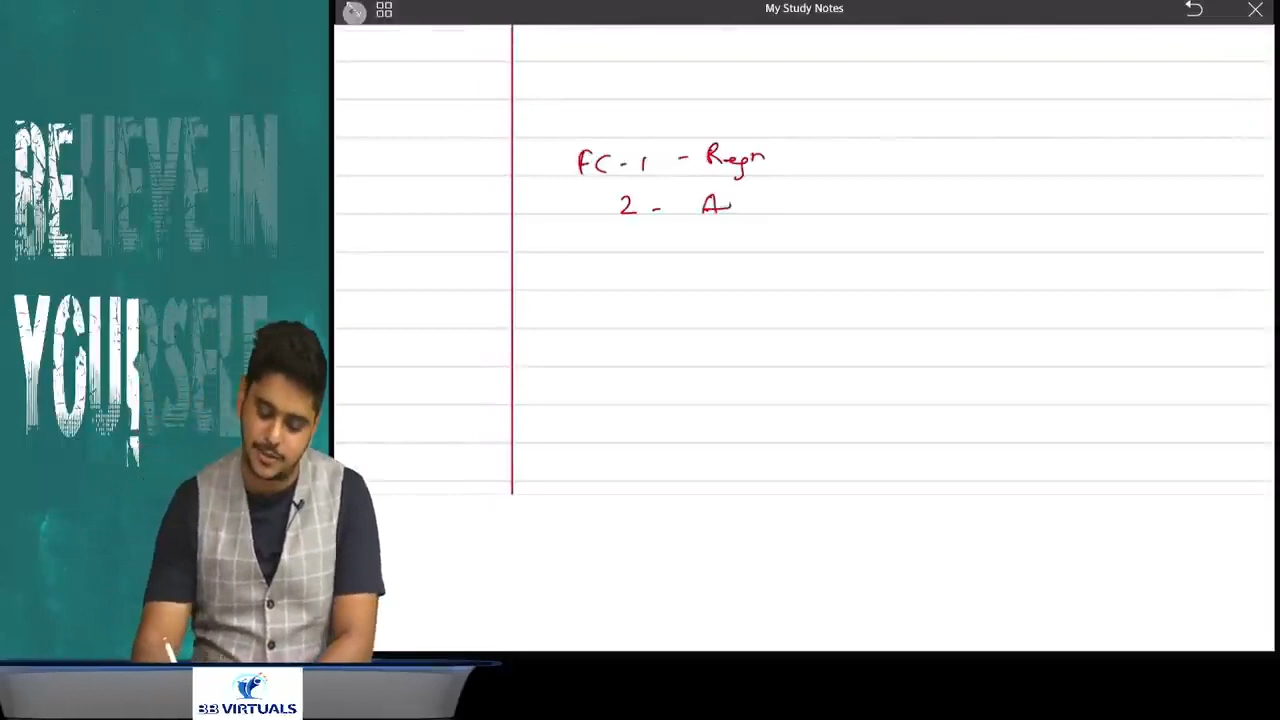 My Study Notes
BELIEVE IN
YOURSELF
FC - 1 - Regn
2 - A
BB VIRTUALS